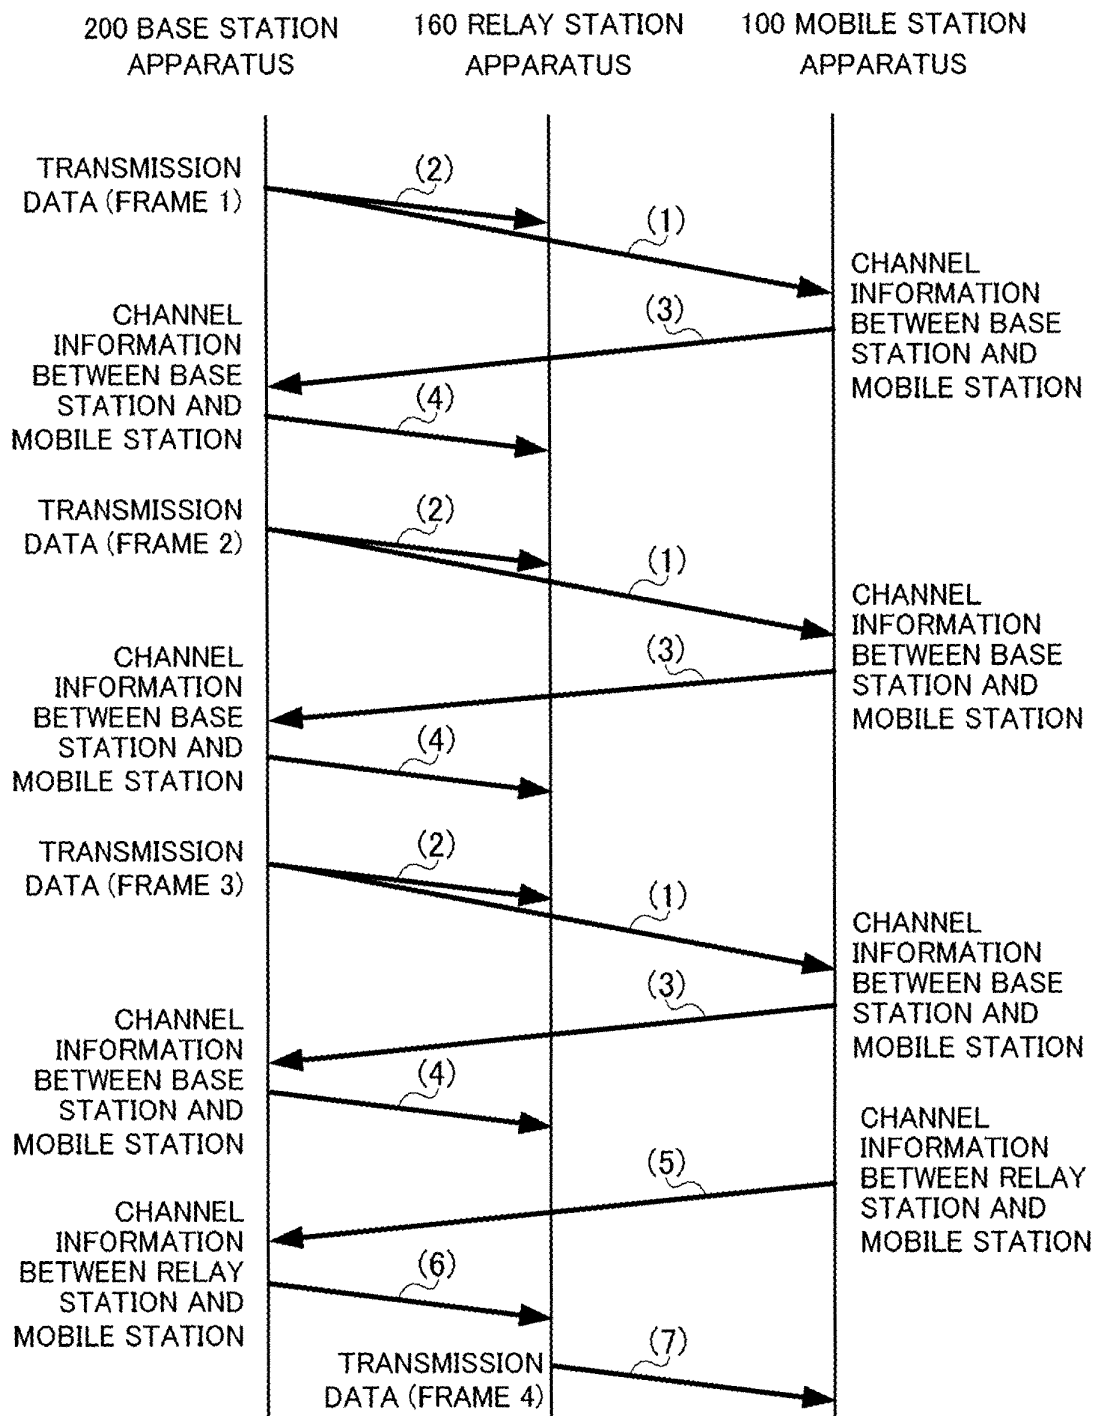 200 BASE STATION
APPARATUS
160 RELAY STATION
APPARATUS
100 MOBILE STATION
APPARATUS
TRANSMISSION
DATA (FRAME 1)
(2)
(1)
CHANNEL
INFORMATION
BETWEEN BASE
STATION AND
MOBILE STATION
(3)
CHANNEL
INFORMATION
BETWEEN BASE
STATION AND
MOBILE STATION
(4)
TRANSMISSION
DATA (FRAME 2)
(2)
(1)
CHANNEL
INFORMATION
BETWEEN BASE
STATION AND
MOBILE STATION
(3)
CHANNEL
INFORMATION
BETWEEN BASE
STATION AND
MOBILE STATION
(4)
TRANSMISSION
DATA (FRAME 3)
(2)
(1)
CHANNEL
INFORMATION
BETWEEN BASE
STATION AND
MOBILE STATION
(3)
CHANNEL
INFORMATION
BETWEEN BASE
STATION AND
MOBILE STATION
(4)
CHANNEL
INFORMATION
BETWEEN RELAY
STATION AND
MOBILE STATION
(5)
CHANNEL
INFORMATION
BETWEEN RELAY
STATION AND
MOBILE STATION
(6)
TRANSMISSION
DATA (FRAME 4)
(7)